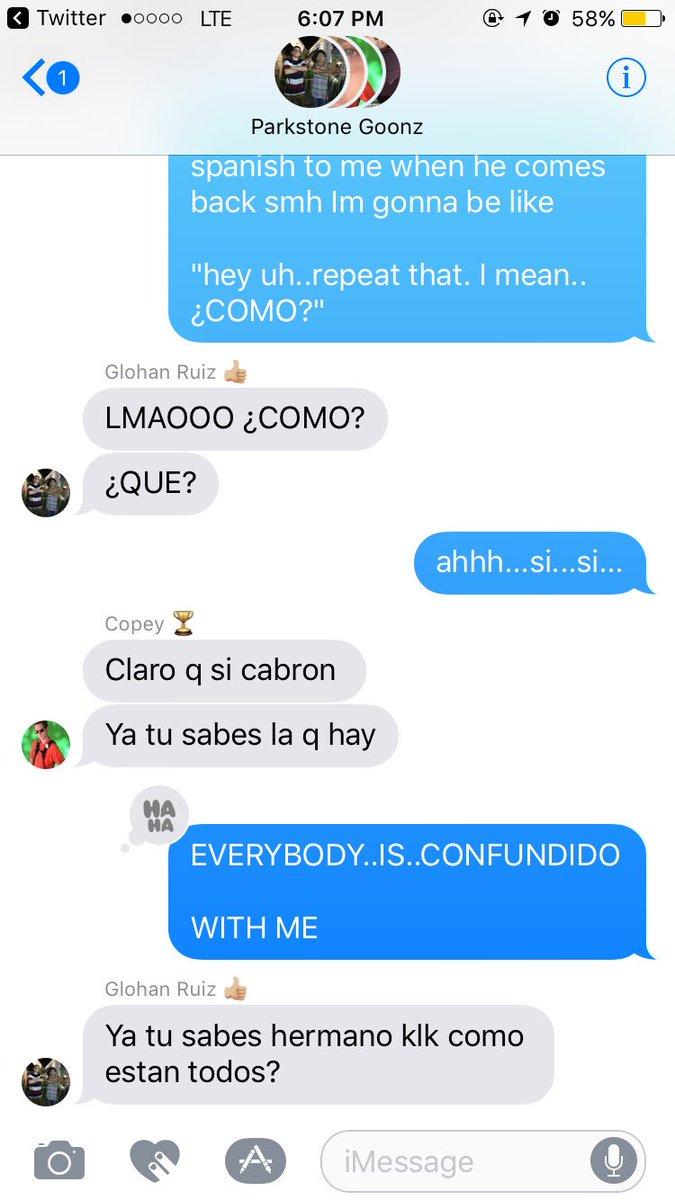 Twitter LTE 6:07 PM 58%
1
Parkstone Goonz
spanish to me when he comes
back smh Im gonna be like
"hey uh..repeat that. I mean..
¿COMO?"
Glohan Ruiz 👍🏼
LMAOOO ¿COMO?
¿QUE?
ahhh...si...si...
Copey 🏆
Claro q si cabron
Ya tu sabes la q hay
HA
HA
EVERYBODY..IS..CONFUNDIDO
WITH ME
Glohan Ruiz 👍🏼
Ya tu sabes hermano klk como
estan todos?
iMessage